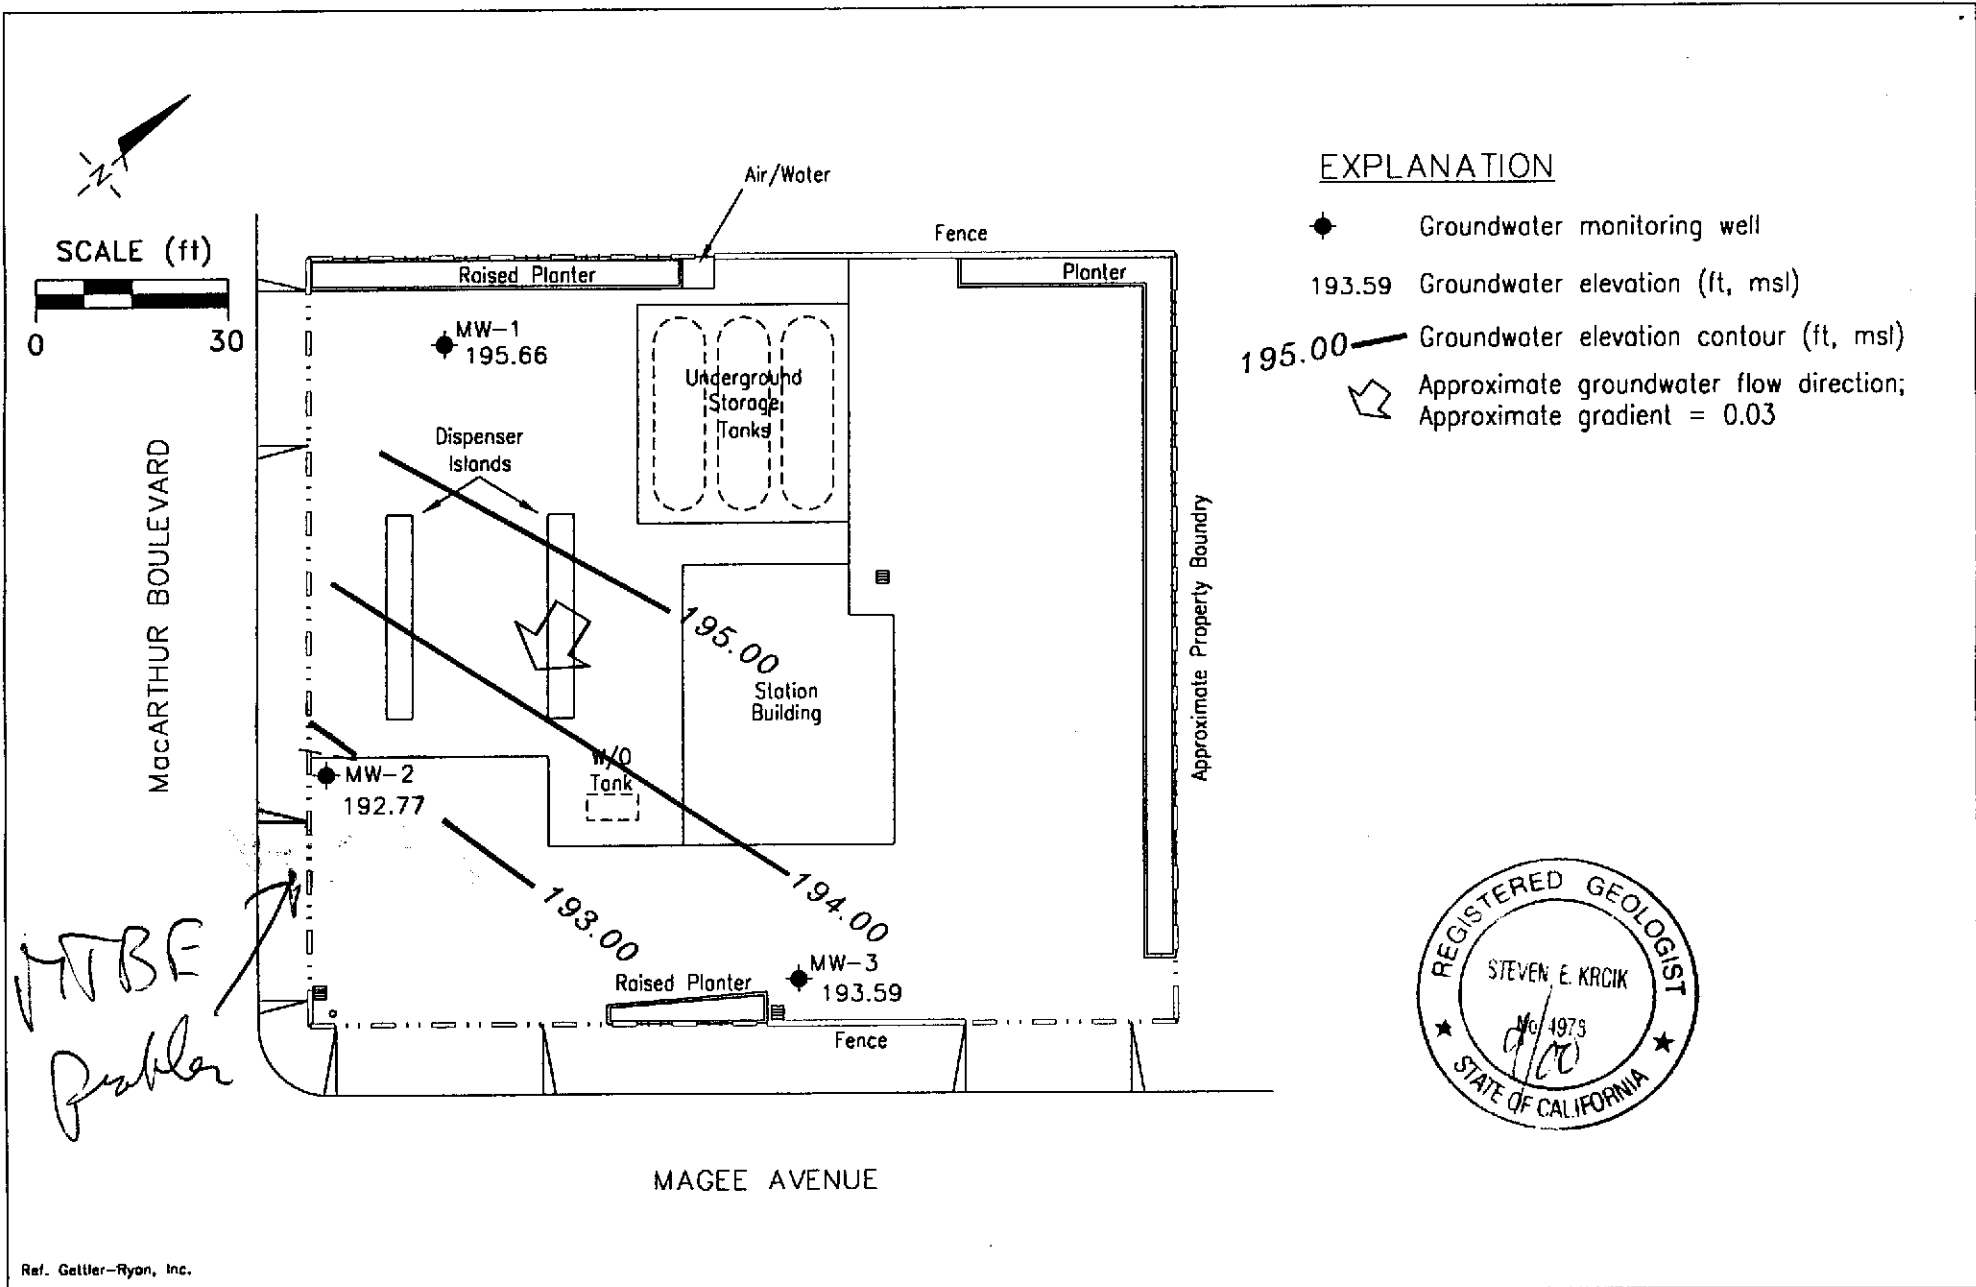 N
SCALE (ft)
0 30
MacARTHUR BOULEVARD
Air/Water
Fence
Raised Planter
Planter
MW-1
195.66
Underground
Storage
Tanks
Dispenser
Islands
195.00
Station
Building
W/O
Tank
MW-2
192.77
193.00
194.00
MW-3
193.59
Raised Planter
Fence
Approximate Property Boundry
MAGEE AVENUE
EXPLANATION
Groundwater monitoring well
193.59 Groundwater elevation (ft, msl)
195.00 Groundwater elevation contour (ft, msl)
Approximate groundwater flow direction;
Approximate gradient = 0.03
MTBE
REGISTERED GEOLOGIST
STEVEN E. KRCIK
STATE OF CALIFORNIA
Ref. Gettler-Ryan, Inc.